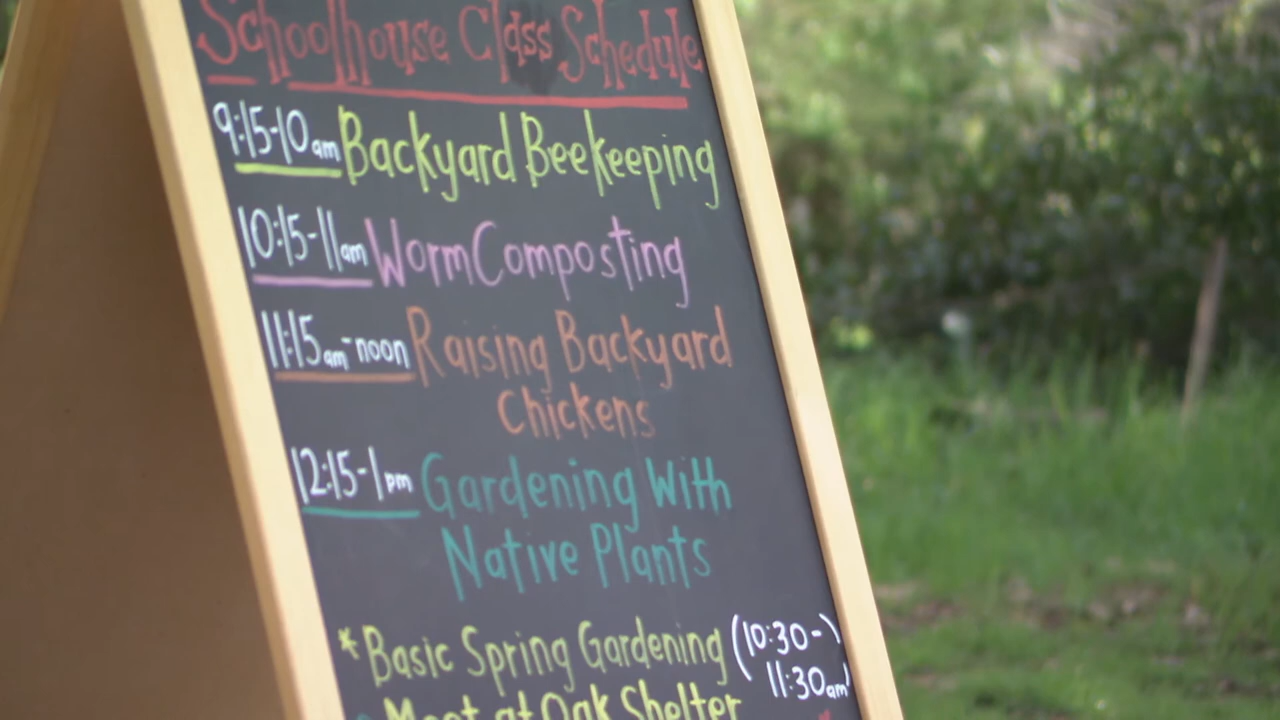 Schoolhouse Class Schedule
9:15-10am Backyard Beekeeping
10:15-11am Worm Composting
11:15am-noon Raising Backyard
Chickens
12:15-1pm Gardening With
Native Plants
*Basic Spring Gardening (10:30-)
11:30am)
Meet at Oak Shelter